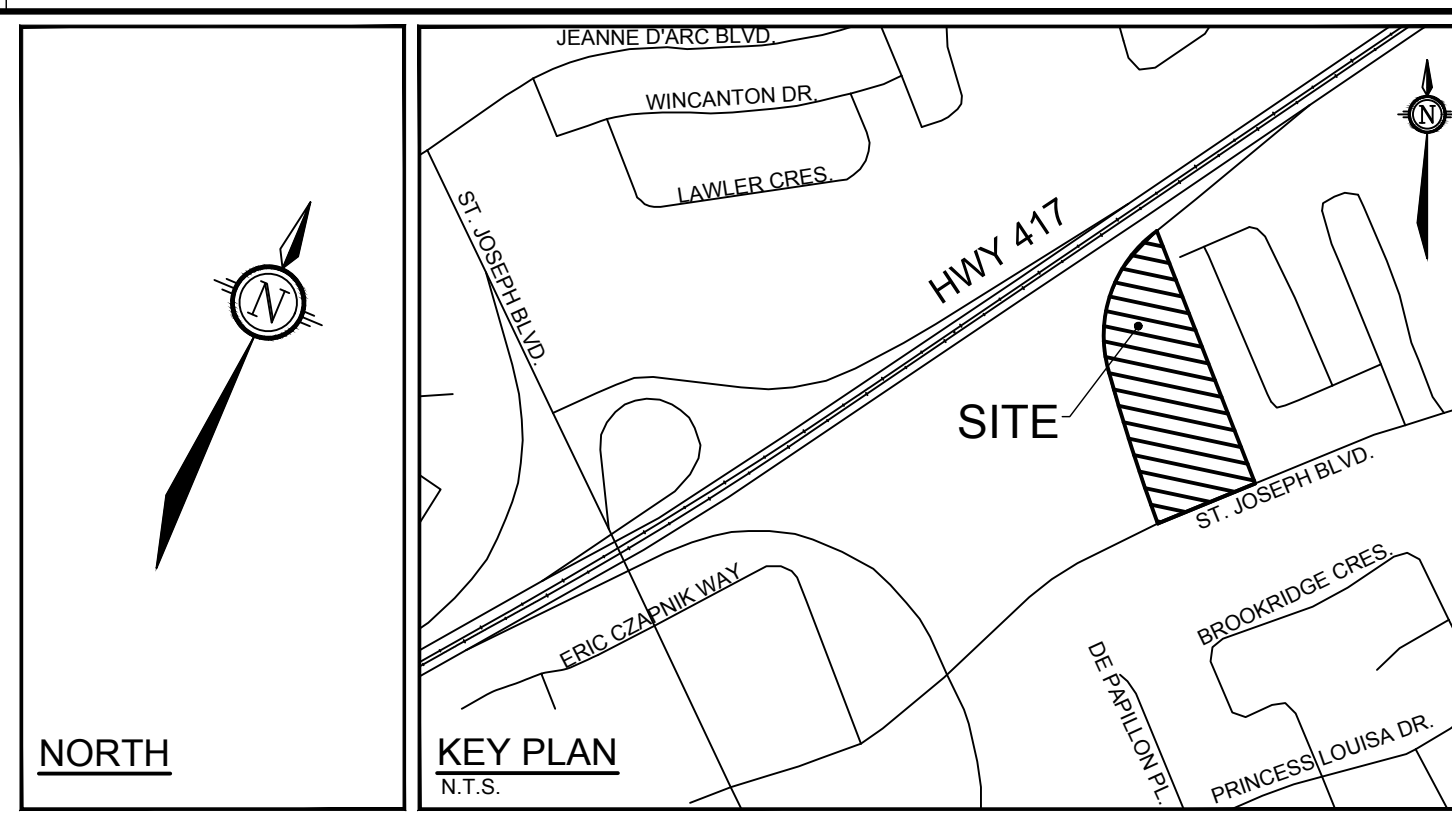 N
NORTH
JEANNE D'ARC BLVD.
WINCANTON DR.
LAWLER CRES.
ST. JOSEPH BLVD.
HWY 417
N
SITE
ST. JOSEPH BLVD.
ERIC CZAPNIK WAY
BROOKRIDGE CRES.
DE PAPILLON PL.
PRINCESS LOUISA DR.
KEY PLAN
N.T.S.